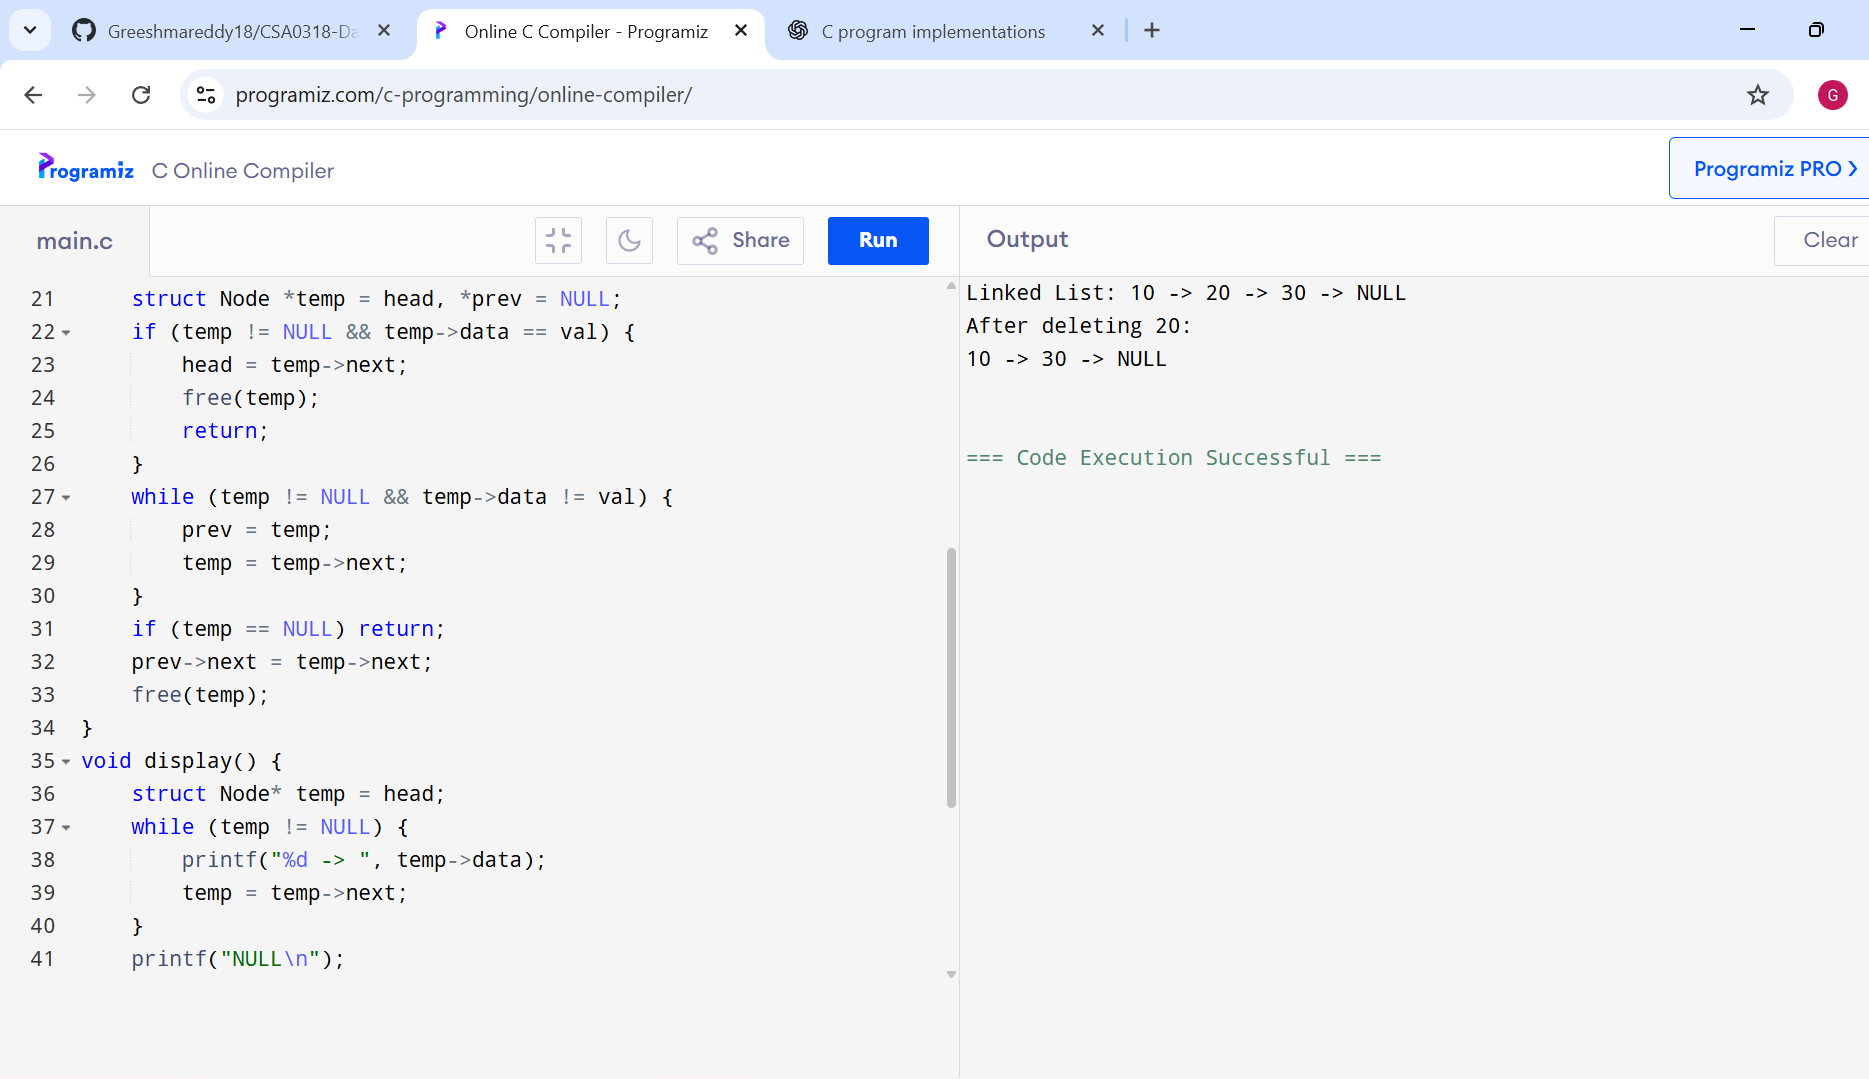 Greeshmareddy18/CSA0318-Da
Online C Compiler - Programiz
C program implementations
programiz.com/c-programming/online-compiler/
G
Programiz
C Online Compiler
Programiz PRO
main.c
Share
Run
Output
Clear
21 struct Node *temp = head, *prev = NULL;
22 if (temp != NULL && temp->data == val) {
23 head = temp->next;
24 free(temp);
25 return;
26 }
27 while (temp != NULL && temp->data != val) {
28 prev = temp;
29 temp = temp->next;
30 }
31 if (temp == NULL) return;
32 prev->next = temp->next;
33 free(temp);
34 }
35 void display() {
36 struct Node* temp = head;
37 while (temp != NULL) {
38 printf("%d -> ", temp->data);
39 temp = temp->next;
40 }
41 printf("NULL\n");
Linked List: 10 -> 20 -> 30 -> NULL
After deleting 20:
10 -> 30 -> NULL
=== Code Execution Successful ===